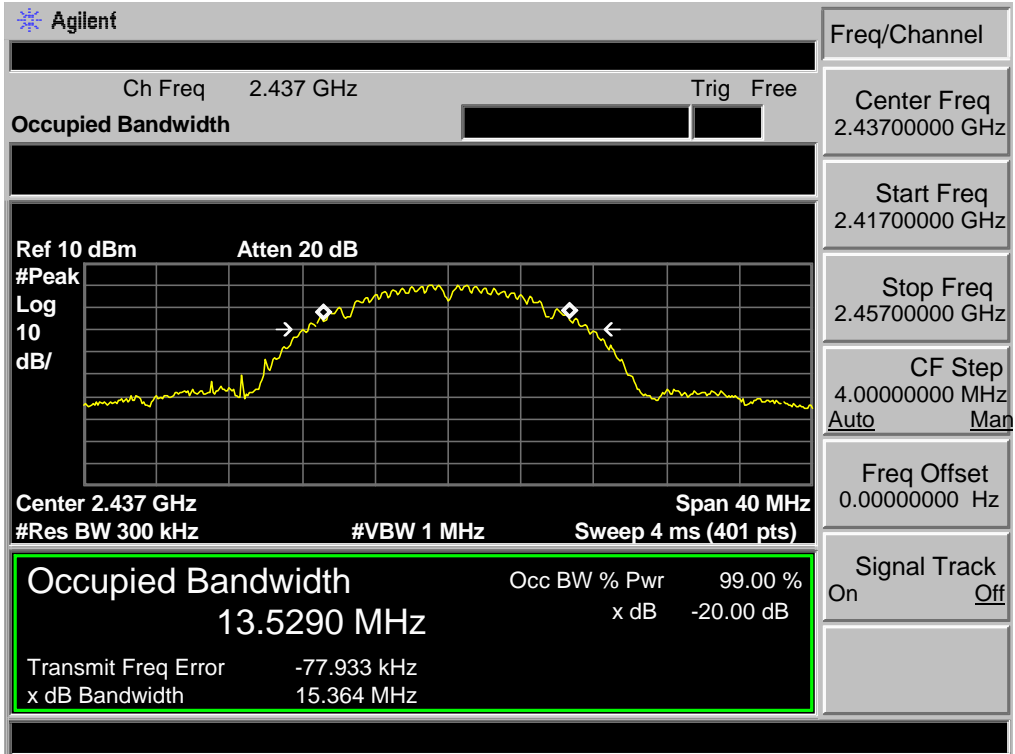 Agilent
Freq/Channel
Ch Freq 2.437 GHz Trig Free
Occupied Bandwidth
Center Freq
2.43700000 GHz
Start Freq
2.41700000 GHz
Stop Freq
2.45700000 GHz
CF Step
4.00000000 MHz
Auto Man
Freq Offset
0.00000000 Hz
Signal Track
On Off
Ref 10 dBm Atten 20 dB
#Peak
Log
10
dB/
Center 2.437 GHz Span 40 MHz
#Res BW 300 kHz #VBW 1 MHz Sweep 4 ms (401 pts)
Occupied Bandwidth Occ BW % Pwr 99.00 %
13.5290 MHz x dB -20.00 dB
Transmit Freq Error -77.933 kHz
x dB Bandwidth 15.364 MHz